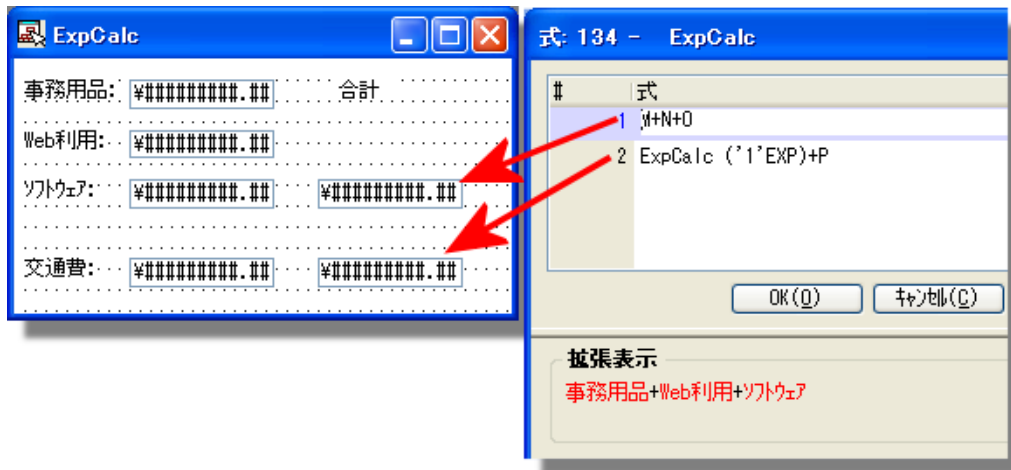 ExpCalc
事務用品: ¥#########.## 合計
Web利用: ¥#########.##
ソフトウェア: ¥#########.## ¥#########.##
交通費: ¥#########.## ¥#########.##
式: 134 - ExpCalc
# 式
1 M+N+O
2 ExpCalc ('1'EXP)+P
OK(O) キャンセル(C)
拡張表示
事務用品+Web利用+ソフトウェア